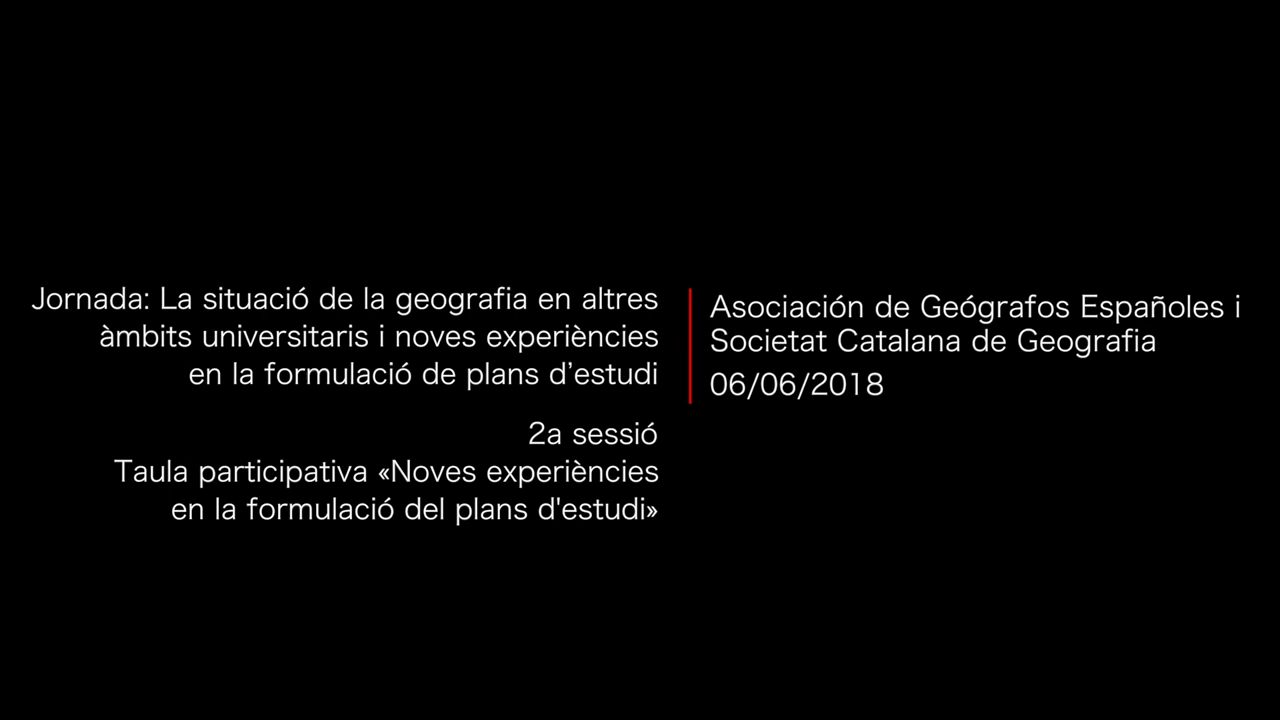 Jornada: La situació de la geografia en altres
àmbits universitaris i noves experiències
en la formulació de plans d’estudi
2a sessió
Taula participativa «Noves experiències
en la formulació del plans d'estudi»
Asociación de Geógrafos Españoles i
Societat Catalana de Geografia
06/06/2018